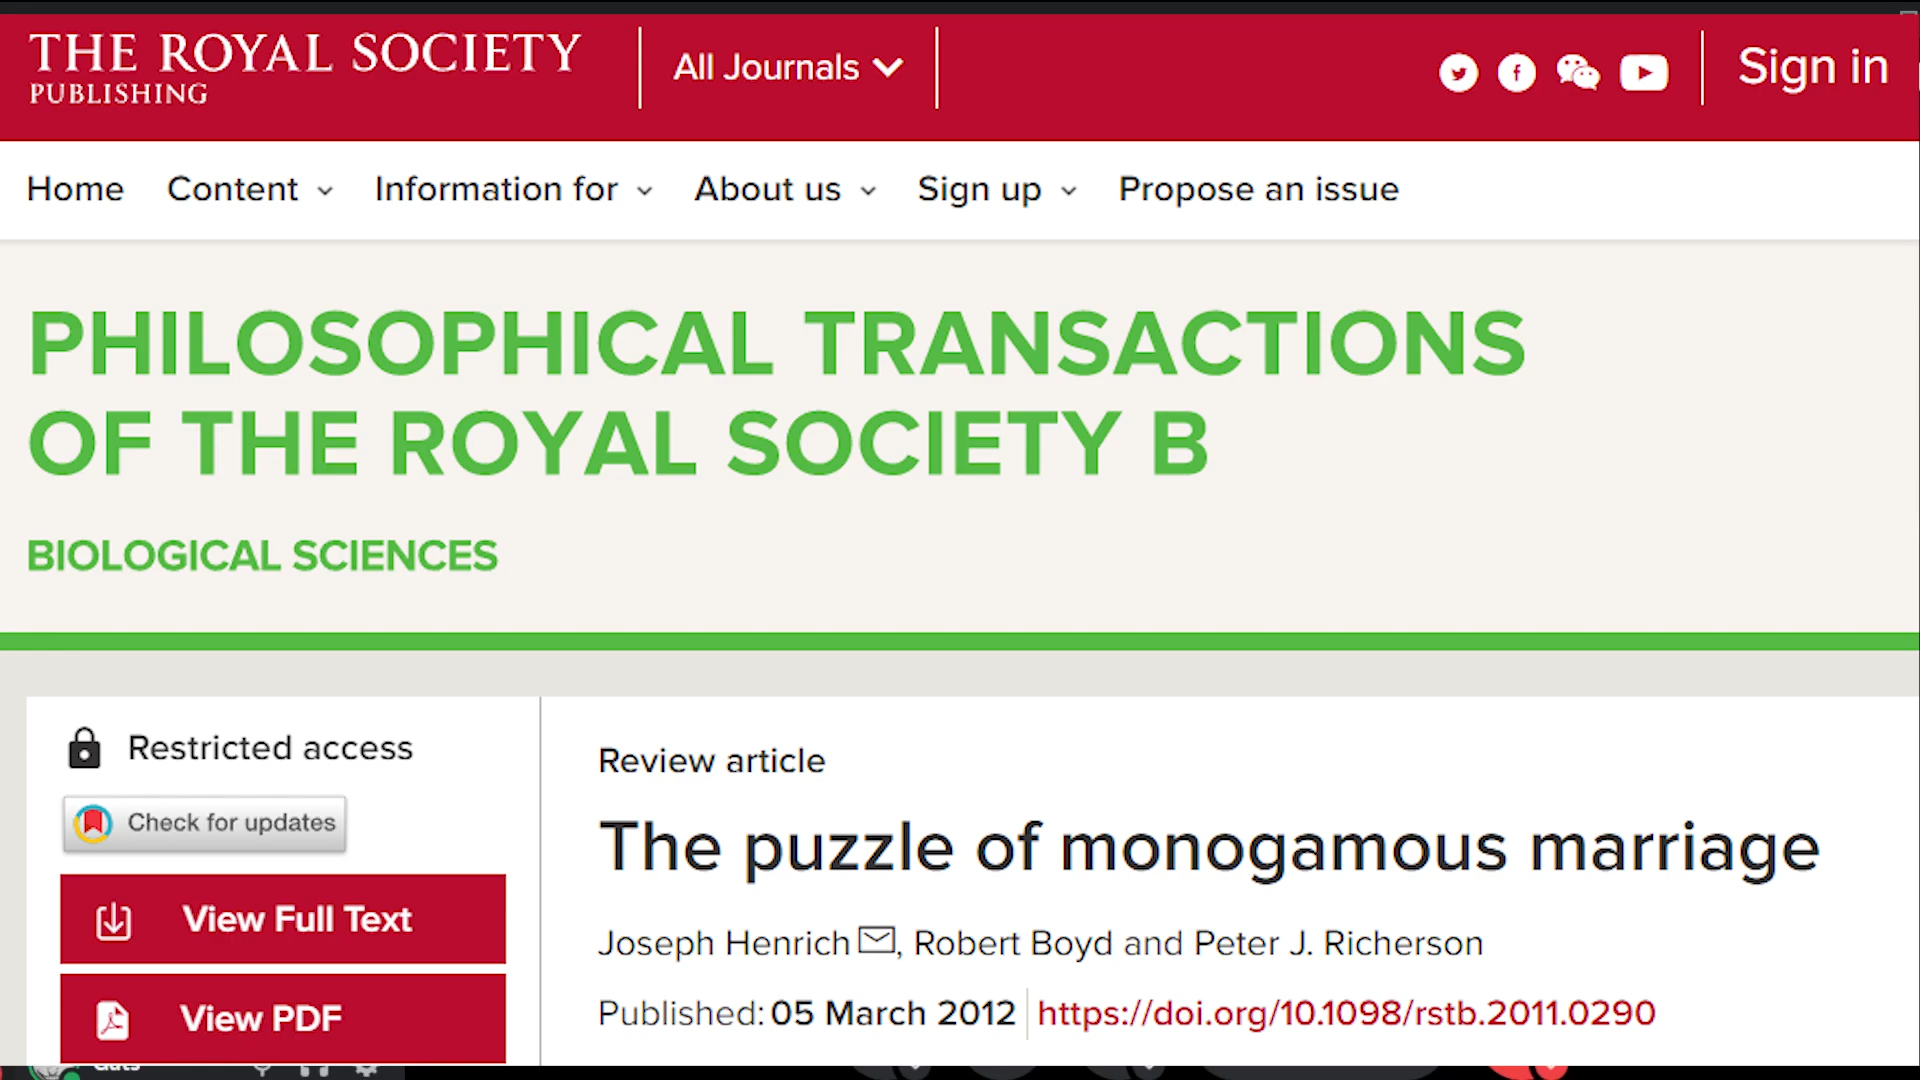 THE ROYAL SOCIETY
PUBLISHING
All Journals
Sign in
Home Content Information for About us Sign up Propose an issue
PHILOSOPHICAL TRANSACTIONS
OF THE ROYAL SOCIETY B
BIOLOGICAL SCIENCES
Restricted access
Check for updates
View Full Text
View PDF
Review article
The puzzle of monogamous marriage
Joseph Henrich, Robert Boyd and Peter J. Richerson
Published: 05 March 2012 https://doi.org/10.1098/rstb.2011.0290